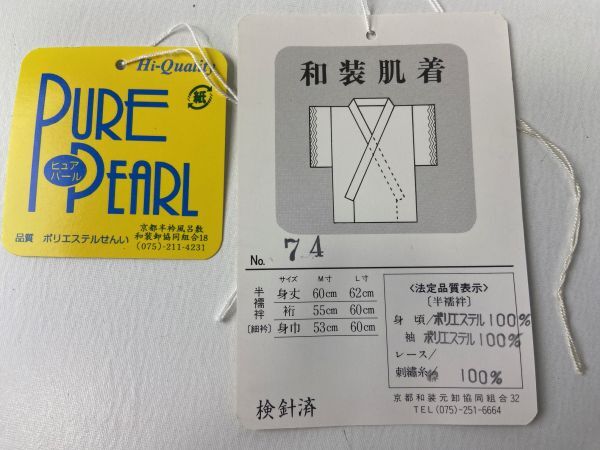 Hi-Quality
紙
PURE
ピュア
パール
PEARL
品質 ポリエステルせんい
京都半衿風呂敷
和装卸協同組合18
(075)-211-4231
和装肌着
No. 74
サイズ M寸 L寸
半襦袢
[細衿]
身丈 60cm 62cm
裄 55cm 60cm
身巾 53cm 60cm
検針済
<法定品質表示>
〔半襦袢〕
身頃/ポリエステル100%
袖 ポリエステル100%
レース/
刺繍糸/綿 100%
京都和装元卸協同組合32
TEL (075)-251-6664